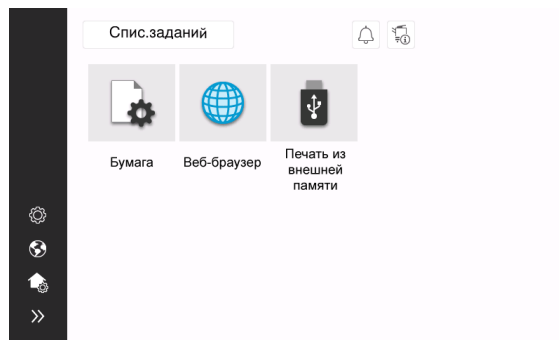 Спис.заданий
Бумага
Веб-браузер
Печать из
внешней
памяти